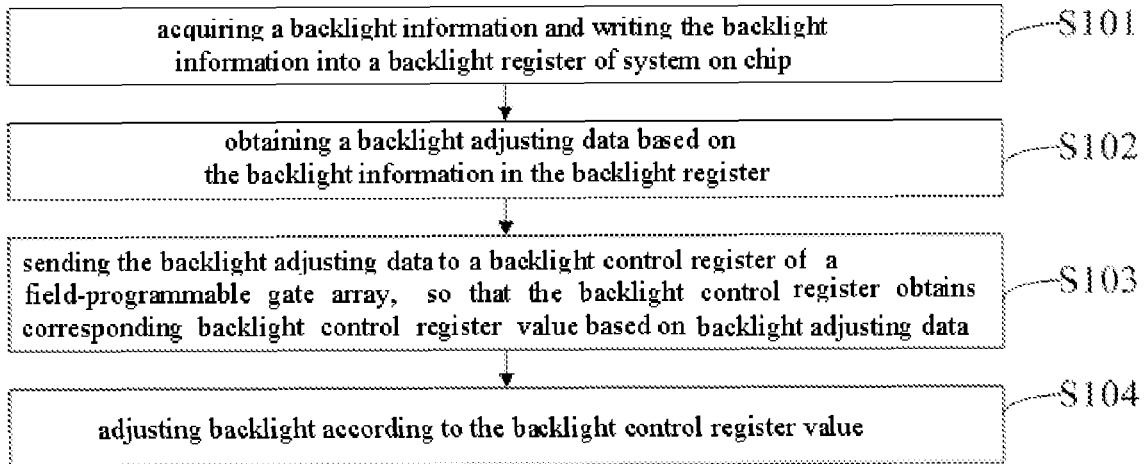 acquiring a backlight information and writing the backlight
S101
information into a backlight register of system on chip
obtaining a backlight adjusting data based on
S102
the backlight information in the backlight register
sending the backlight adjusting data to a backlight control register of a
S103
field-programmable gate array, so that the backlight control register obtains
corresponding backlight control register value based on backlight adjusting data
S104
adjusting backlight according to the backlight control register value